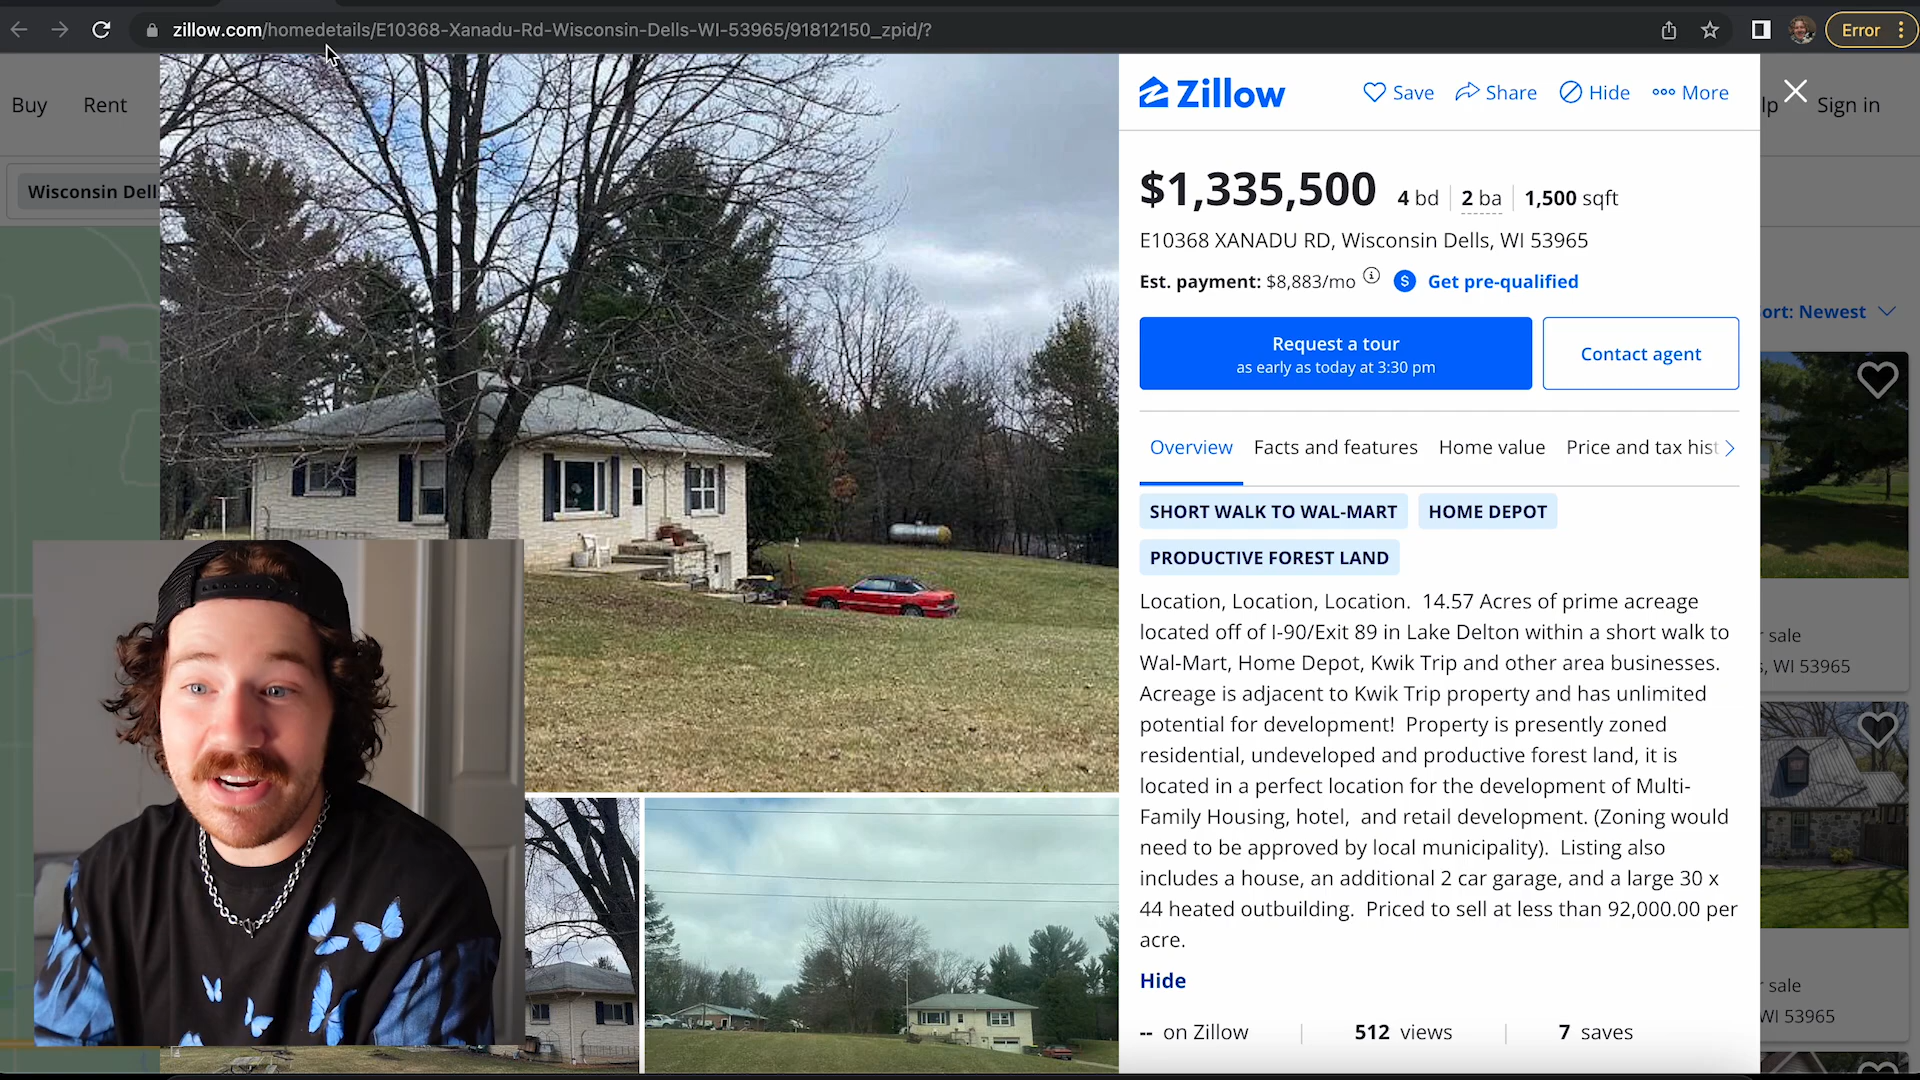 zillow.com/homedetails/E10368-Xanadu-Rd-Wisconsin-Dells-WI-53965/91812150_zpid/?
Error
Buy Rent
lp Sign in
Wisconsin Dell
Zillow
Save Share Hide More
$1,335,500 4 bd 2 ba 1,500 sqft
E10368 XANADU RD, Wisconsin Dells, WI 53965
Est. payment: $8,883/mo Get pre-qualified
Request a tour
as early as today at 3:30 pm
Contact agent
Overview Facts and features Home value Price and tax hist
SHORT WALK TO WAL-MART HOME DEPOT
PRODUCTIVE FOREST LAND
Location, Location, Location. 14.57 Acres of prime acreage
located off of I-90/Exit 89 in Lake Delton within a short walk to
Wal-Mart, Home Depot, Kwik Trip and other area businesses.
Acreage is adjacent to Kwik Trip property and has unlimited
potential for development! Property is presently zoned
residential, undeveloped and productive forest land, it is
located in a perfect location for the development of Multi-
Family Housing, hotel, and retail development. (Zoning would
need to be approved by local municipality). Listing also
includes a house, an additional 2 car garage, and a large 30 x
44 heated outbuilding. Priced to sell at less than 92,000.00 per
acre.
Hide
-- on Zillow 512 views 7 saves
ort: Newest
sale
, WI 53965
sale
WI 53965